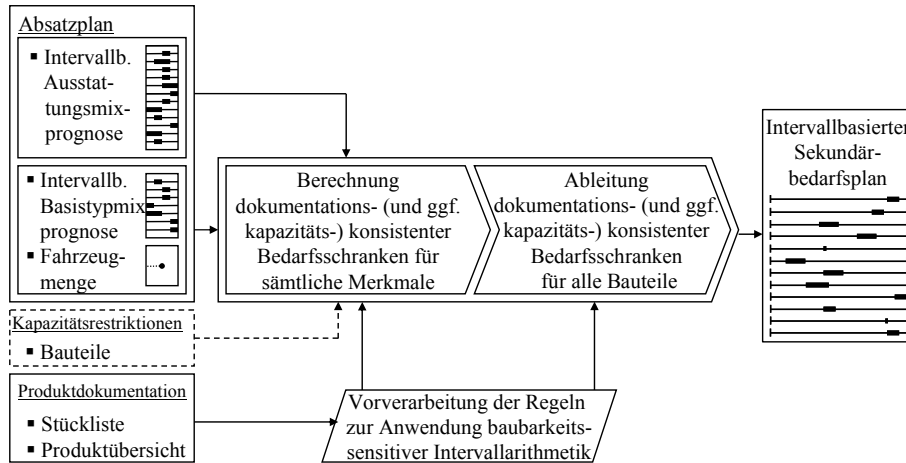 Absatzplan
▪ Intervallb.
Ausstat-
tungsmix-
prognose
▪ Intervallb.
Basistypmix
prognose
▪ Fahrzeug-
menge
Kapazitätsrestriktionen
▪ Bauteile
Produktdokumentation
▪ Stückliste
▪ Produktübersicht
Berechnung
dokumentations- (und ggf.
kapazitäts-) konsistenter
Bedarfsschranken für
sämtliche Merkmale
Ableitung
dokumentations- (und ggf.
kapazitäts-) konsistenter
Bedarfsschranken
für alle Bauteile
Vorverarbeitung der Regeln
zur Anwendung baubarkeits-
sensitiver Intervallarithmetik
Intervallbasierter
Sekundär-
bedarfsplan